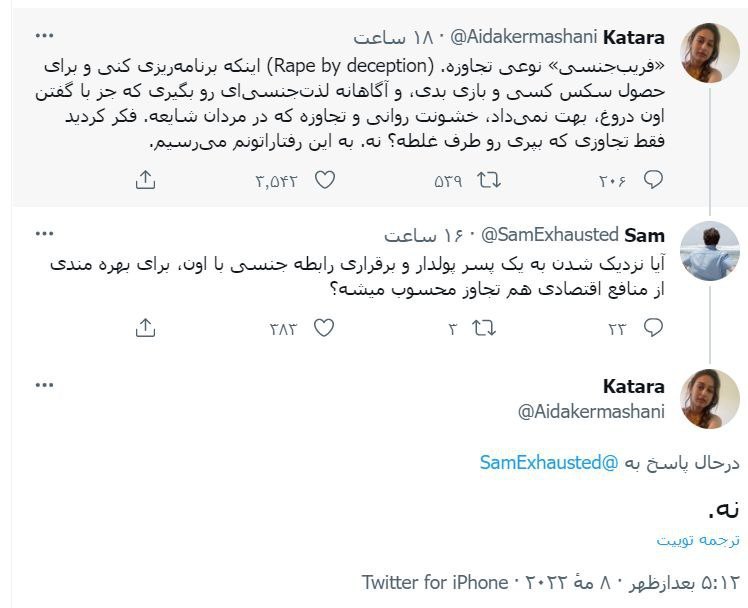 Katara @Aidakermashani · ۱۸ ساعت
«فریب‌جنسی» نوعی تجاوزه. (Rape by deception) اینکه برنامه‌ریزی کنی و برای
حصول سکس کسی و بازی بدی، و آگاهانه لذت‌جنسی‌ای رو بگیری که جز با گفتن
اون دروغ، بهت نمی‌داد، خشونت روانی و تجاوزه که در مردان شایعه. فکر کردید
فقط تجاوزی که بپری رو طرف غلطه؟ نه. به این رفتاراتونم می‌رسیم.
۲۰۶ ۵۳۹ ۳,۵۴۲
Sam @SamExhausted · ۱۶ ساعت
آیا نزدیک شدن به یک پسر پولدار و برقراری رابطه جنسی با اون، برای بهره مندی
از منافع اقتصادی هم تجاوز محسوب میشه؟
۲۳ ۳ ۳۸۳
Katara
@Aidakermashani
درحال پاسخ به @SamExhausted
نه.
ترجمه توییت
۵:۱۲ بعدازظهر · ۸ مهٔ ۲۰۲۲ · Twitter for iPhone